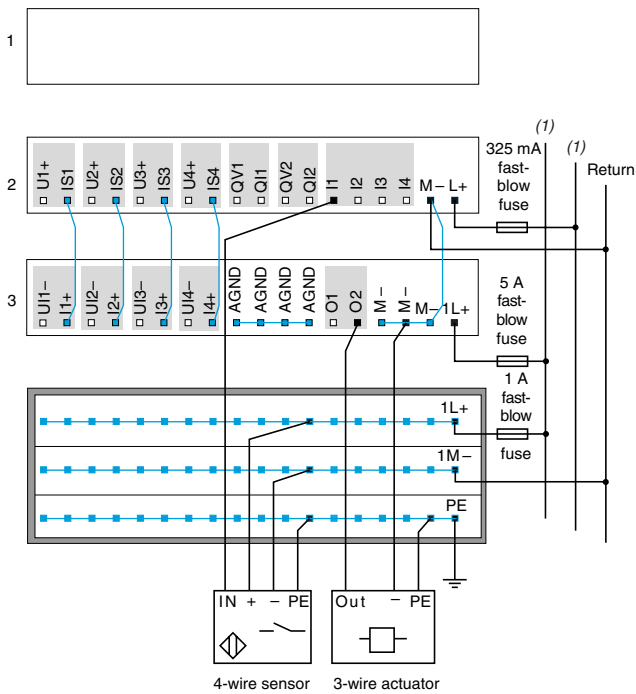 1
(1)
325 mA
fast-
blow
fuse
(1)
Return
2
U1+ IS1 U2+ IS2 U3+ IS3 U4+ IS4 QV1 QI1 QV2 QI2 I1 I2 I3 I4 M– L+
3
UI1– I1+ UI2– I2+ UI3– I3+ UI4– I4+ AGND AGND AGND AGND O1 O2 M– M– M– 1L+
5 A
fast-
blow
fuse
1 A
fast-
blow
fuse
1L+
1M–
PE
IN + – PE
Out – PE
4-wire sensor
3-wire actuator